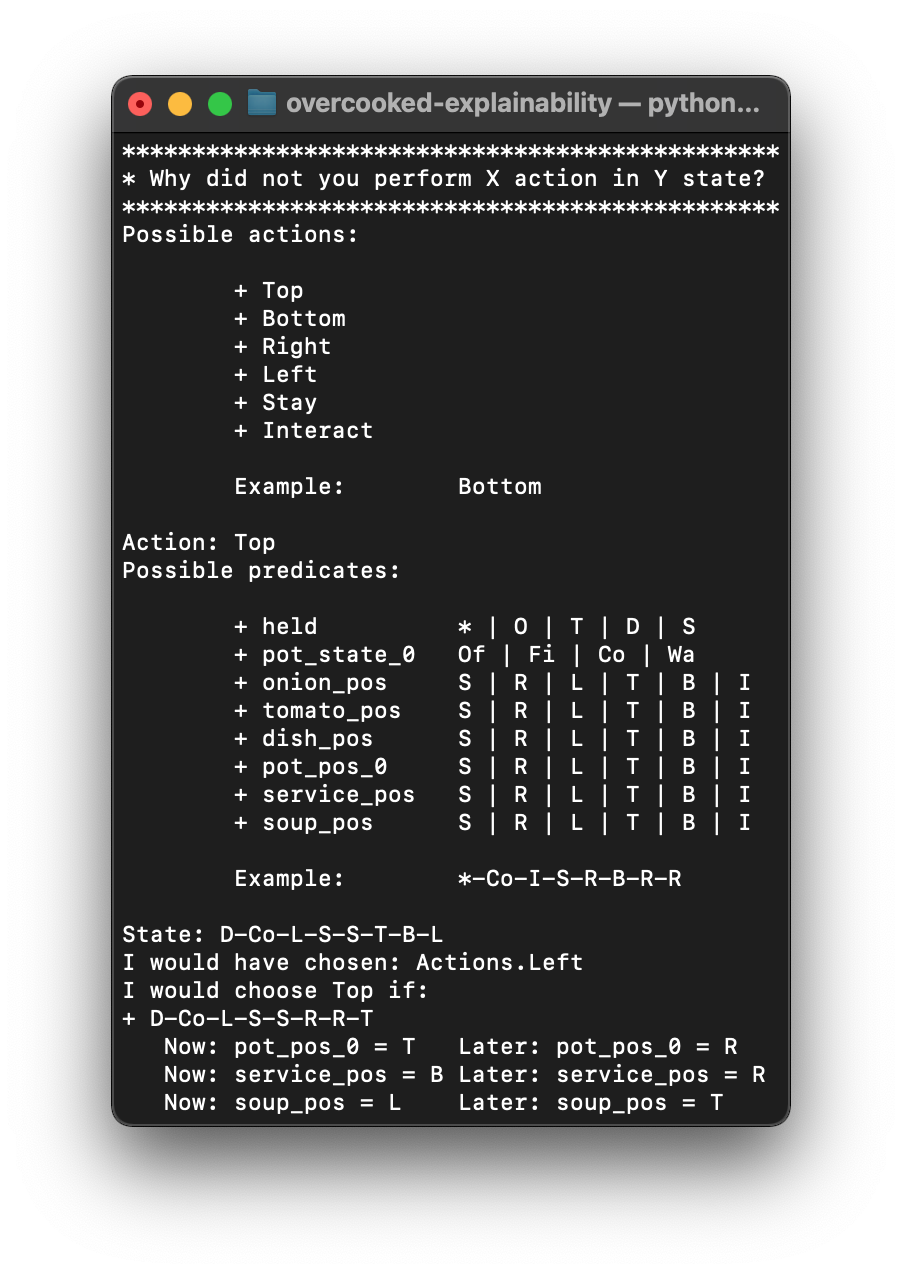 overcooked-explainability — python...
***********************************************
* Why did not you perform X action in Y state?
***********************************************
Possible actions:
+ Top
+ Bottom
+ Right
+ Left
+ Stay
+ Interact
Example: Bottom
Action: Top
Possible predicates:
+ held * | O | T | D | S
+ pot_state_0 Of | Fi | Co | Wa
+ onion_pos S | R | L | T | B | I
+ tomato_pos S | R | L | T | B | I
+ dish_pos S | R | L | T | B | I
+ pot_pos_0 S | R | L | T | B | I
+ service_pos S | R | L | T | B | I
+ soup_pos S | R | L | T | B | I
Example: *-Co-I-S-R-B-R-R
State: D-Co-L-S-S-T-B-L
I would have chosen: Actions.Left
I would choose Top if:
+ D-Co-L-S-S-R-R-T
Now: pot_pos_0 = T Later: pot_pos_0 = R
Now: service_pos = B Later: service_pos = R
Now: soup_pos = L Later: soup_pos = T